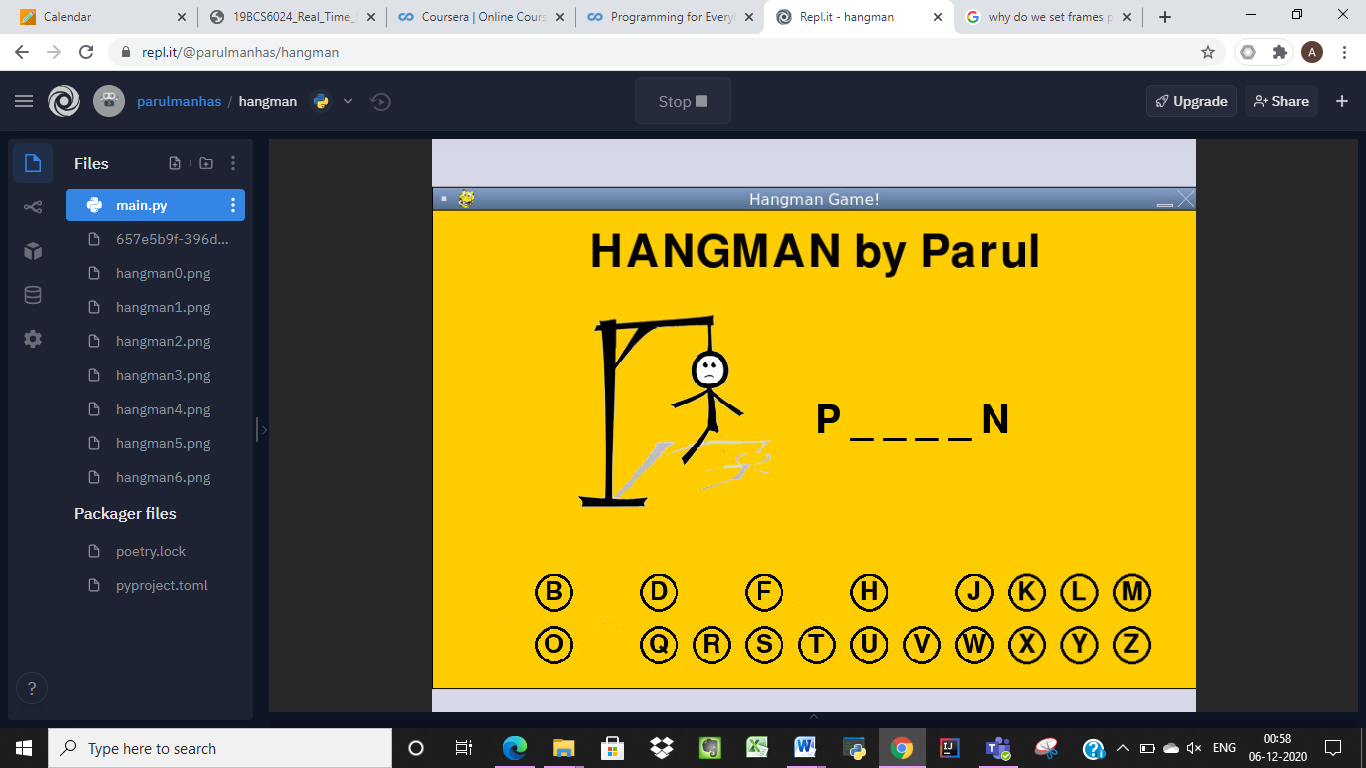 Calendar
19BCS6024_Real_Time_
Coursera | Online Cours
Programming for Every
Repl.it - hangman
why do we set frames p
repl.it/@parulmanhas/hangman
A
parulmanhas / hangman
Stop
Upgrade
Share
Files
main.py
657e5b9f-396d...
hangman0.png
hangman1.png
hangman2.png
hangman3.png
hangman4.png
hangman5.png
hangman6.png
Packager files
poetry.lock
pyproject.toml
?
Hangman Game!
HANGMAN by Parul
P _ _ _ _ N
B D F H J K L M
O Q R S T U V W X Y Z
Type here to search
ENG
00:58
06-12-2020